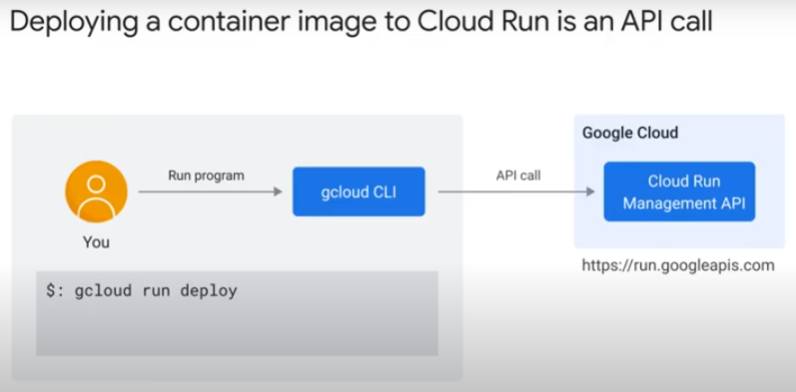 Deploying a container image to Cloud Run is an API call
Google Cloud
Run program
API call
gcloud CLI
Cloud Run
Management API
You
https://run.googleapis.com
$: gcloud run deploy